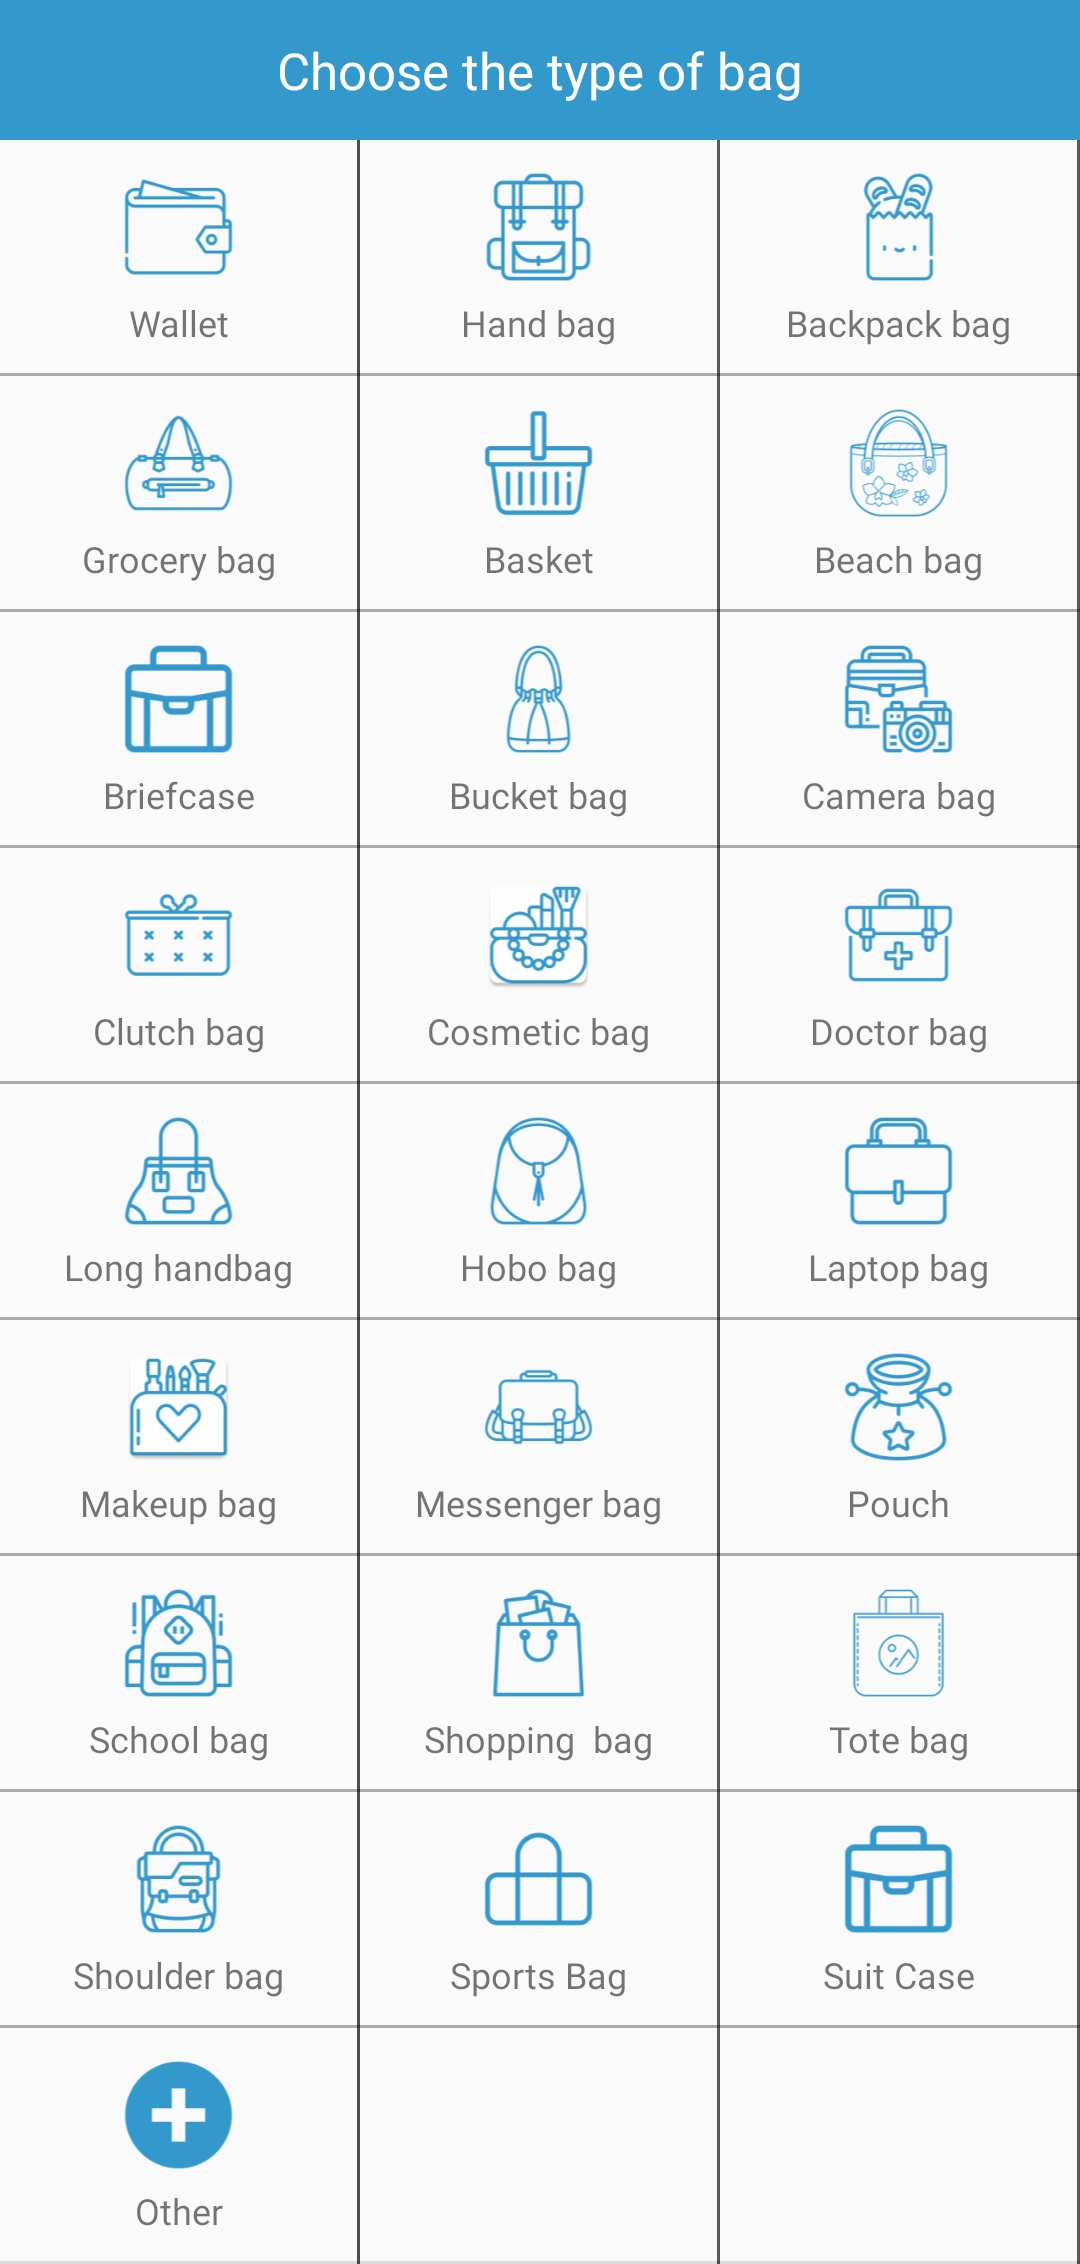 Choose the type of bag
Wallet
Hand bag
Backpack bag
Grocery bag
Basket
Beach bag
Briefcase
Bucket bag
Camera bag
Clutch bag
Cosmetic bag
Doctor bag
Long handbag
Hobo bag
Laptop bag
Makeup bag
Messenger bag
Pouch
School bag
Shopping  bag
Tote bag
Shoulder bag
Sports Bag
Suit Case
Other